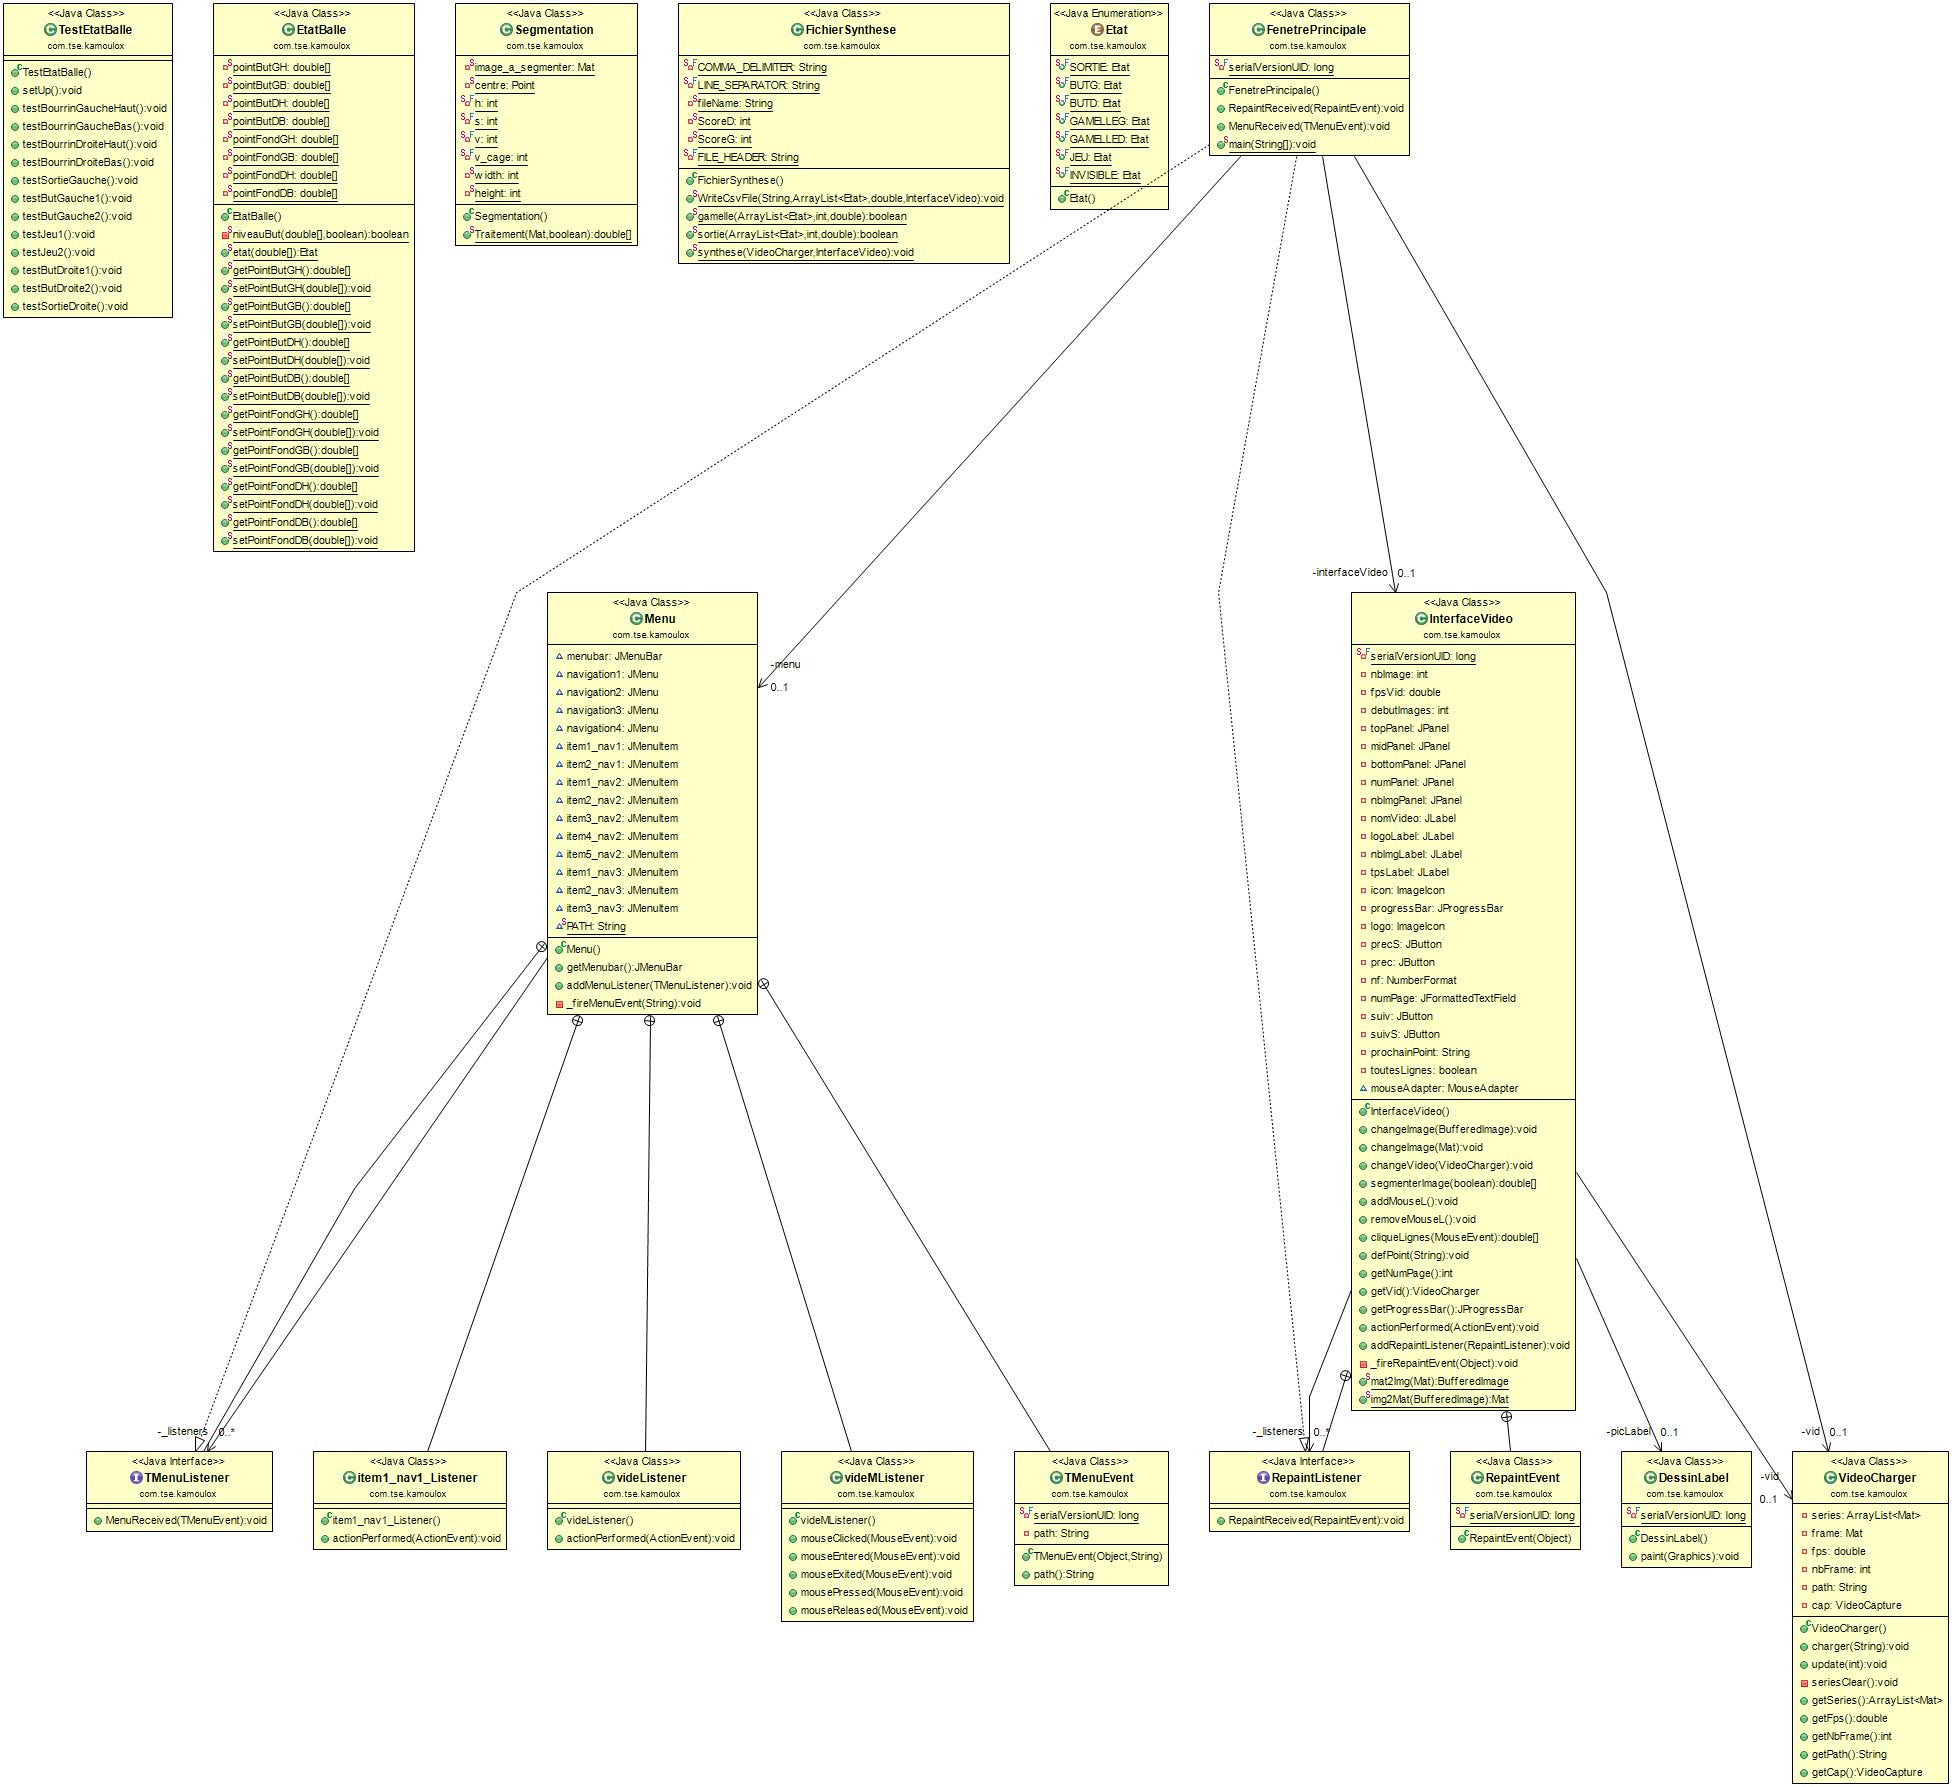 <<Java Class>>
TestEtatBalle
com.tse.kamoulox
TestEtatBalle()
setUp():void
testBourrinGaucheHaut():void
testBourrinGaucheBas():void
testBourrinDroiteHaut():void
testBourrinDroiteBas():void
testSortieGauche():void
testButGauche1():void
testButGauche2():void
testJeu1():void
testJeu2():void
testButDroite1():void
testButDroite2():void
testSortieDroite():void
<<Java Class>>
EtatBalle
com.tse.kamoulox
pointButGH: double[]
pointButGB: double[]
pointButDH: double[]
pointButDB: double[]
pointFondGH: double[]
pointFondGB: double[]
pointFondDH: double[]
pointFondDB: double[]
EtatBalle()
niveauBut(double[],boolean):boolean
etat(double[]):Etat
getPointButGH():double[]
setPointButGH(double[]):void
getPointButGB():double[]
setPointButGB(double[]):void
getPointButDH():double[]
setPointButDH(double[]):void
getPointButDB():double[]
setPointButDB(double[]):void
getPointFondGH():double[]
setPointFondGH(double[]):void
getPointFondGB():double[]
setPointFondGB(double[]):void
getPointFondDH():double[]
setPointFondDH(double[]):void
getPointFondDB():double[]
setPointFondDB(double[]):void
<<Java Class>>
Segmentation
com.tse.kamoulox
image_a_segmenter: Mat
centre: Point
h: int
s: int
v: int
v_cage: int
width: int
height: int
Segmentation()
Traitement(Mat,boolean):double[]
<<Java Class>>
FichierSynthese
com.tse.kamoulox
COMMA_DELIMITER: String
LINE_SEPARATOR: String
fileName: String
ScoreD: int
ScoreG: int
FILE_HEADER: String
FichierSynthese()
WriteCsvFile(String,ArrayList<Etat>,double,InterfaceVideo):void
gamelle(ArrayList<Etat>,int,double):boolean
sortie(ArrayList<Etat>,int,double):boolean
synthese(VideoCharger,InterfaceVideo):void
<<Java Enumeration>>
Etat
com.tse.kamoulox
SORTIE: Etat
BUTG: Etat
BUTD: Etat
GAMELLEG: Etat
GAMELLED: Etat
JEU: Etat
INVISIBLE: Etat
Etat()
<<Java Class>>
FenetrePrincipale
com.tse.kamoulox
serialVersionUID: long
FenetrePrincipale()
RepaintReceived(RepaintEvent):void
MenuReceived(TMenuEvent):void
main(String[]):void
-interfaceVideo 0..1
-menu
0..1
<<Java Class>>
Menu
com.tse.kamoulox
menubar: JMenuBar
navigation1: JMenu
navigation2: JMenu
navigation3: JMenu
navigation4: JMenu
item1_nav1: JMenuItem
item2_nav1: JMenuItem
item1_nav2: JMenuItem
item2_nav2: JMenuItem
item3_nav2: JMenuItem
item4_nav2: JMenuItem
item5_nav2: JMenuItem
item1_nav3: JMenuItem
item2_nav3: JMenuItem
item3_nav3: JMenuItem
PATH: String
Menu()
getMenubar():JMenuBar
addMenuListener(TMenuListener):void
_fireMenuEvent(String):void
<<Java Class>>
InterfaceVideo
com.tse.kamoulox
serialVersionUID: long
nbImage: int
fpsVid: double
debutImages: int
topPanel: JPanel
midPanel: JPanel
bottomPanel: JPanel
numPanel: JPanel
nbImgPanel: JPanel
nomVideo: JLabel
logoLabel: JLabel
nbImgLabel: JLabel
tpsLabel: JLabel
icon: ImageIcon
progressBar: JProgressBar
logo: ImageIcon
precS: JButton
prec: JButton
nf: NumberFormat
numPage: JFormattedTextField
suiv: JButton
suivS: JButton
prochainPoint: String
toutesLignes: boolean
mouseAdapter: MouseAdapter
InterfaceVideo()
changeImage(BufferedImage):void
changeImage(Mat):void
changeVideo(VideoCharger):void
segmenterImage(boolean):double[]
addMouseL():void
removeMouseL():void
cliqueLignes(MouseEvent):double[]
defPoint(String):void
getNumPage():int
getVid():VideoCharger
getProgressBar():JProgressBar
actionPerformed(ActionEvent):void
addRepaintListener(RepaintListener):void
_fireRepaintEvent(Object):void
mat2Img(Mat):BufferedImage
img2Mat(BufferedImage):Mat
-_listeners 0..*
<<Java Interface>>
TMenuListener
com.tse.kamoulox
MenuReceived(TMenuEvent):void
<<Java Class>>
item1_nav1_Listener
com.tse.kamoulox
item1_nav1_Listener()
actionPerformed(ActionEvent):void
<<Java Class>>
videListener
com.tse.kamoulox
videListener()
actionPerformed(ActionEvent):void
<<Java Class>>
videMListener
com.tse.kamoulox
videMListener()
mouseClicked(MouseEvent):void
mouseEntered(MouseEvent):void
mouseExited(MouseEvent):void
mousePressed(MouseEvent):void
mouseReleased(MouseEvent):void
<<Java Class>>
TMenuEvent
com.tse.kamoulox
serialVersionUID: long
path: String
TMenuEvent(Object,String)
path():String
-_listeners 0..*
<<Java Interface>>
RepaintListener
com.tse.kamoulox
RepaintReceived(RepaintEvent):void
<<Java Class>>
RepaintEvent
com.tse.kamoulox
serialVersionUID: long
RepaintEvent(Object)
-picLabel 0..1
<<Java Class>>
DessinLabel
com.tse.kamoulox
serialVersionUID: long
DessinLabel()
paint(Graphics):void
-vid 0..1
-vid
0..1
<<Java Class>>
VideoCharger
com.tse.kamoulox
series: ArrayList<Mat>
frame: Mat
fps: double
nbFrame: int
path: String
cap: VideoCapture
VideoCharger()
charger(String):void
update(int):void
seriesClear():void
getSeries():ArrayList<Mat>
getFps():double
getNbFrame():int
getPath():String
getCap():VideoCapture